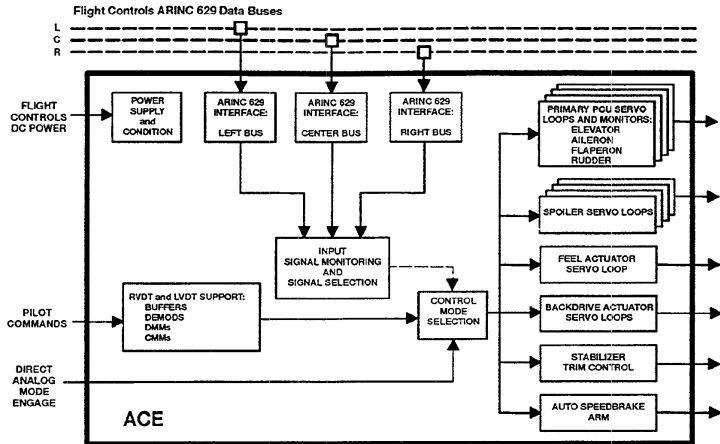 Flight Controls ARINC 629 Data Buses
L
C
R
FLIGHT
CONTROLS
DC POWER
POWER
SUPPLY
and
CONDITION
ARINC 629
INTERFACE:
LEFT BUS
ARINC 629
INTERFACE:
CENTER BUS
ARINC 629
INTERFACE:
RIGHT BUS
PRIMARY PCU SERVO
LOOPS AND MONITORS:
ELEVATOR
AILERON
FLAPERON
RUDDER
SPOILER SERVO LOOPS
INPUT
SIGNAL MONITORING
AND
SIGNAL SELECTION
FEEL ACTUATOR
SERVO LOOP
PILOT
COMMANDS
RVDT and LVDT SUPPORT:
BUFFERS
DEMODS
DMMs
CMMs
CONTROL
MODE
SELECTION
BACKDRIVE ACTUATOR
SERVO LOOPS
STABILIZER
TRIM CONTROL
DIRECT
ANALOG
MODE
ENGAGE
AUTO SPEEDBRAKE
ARM
ACE